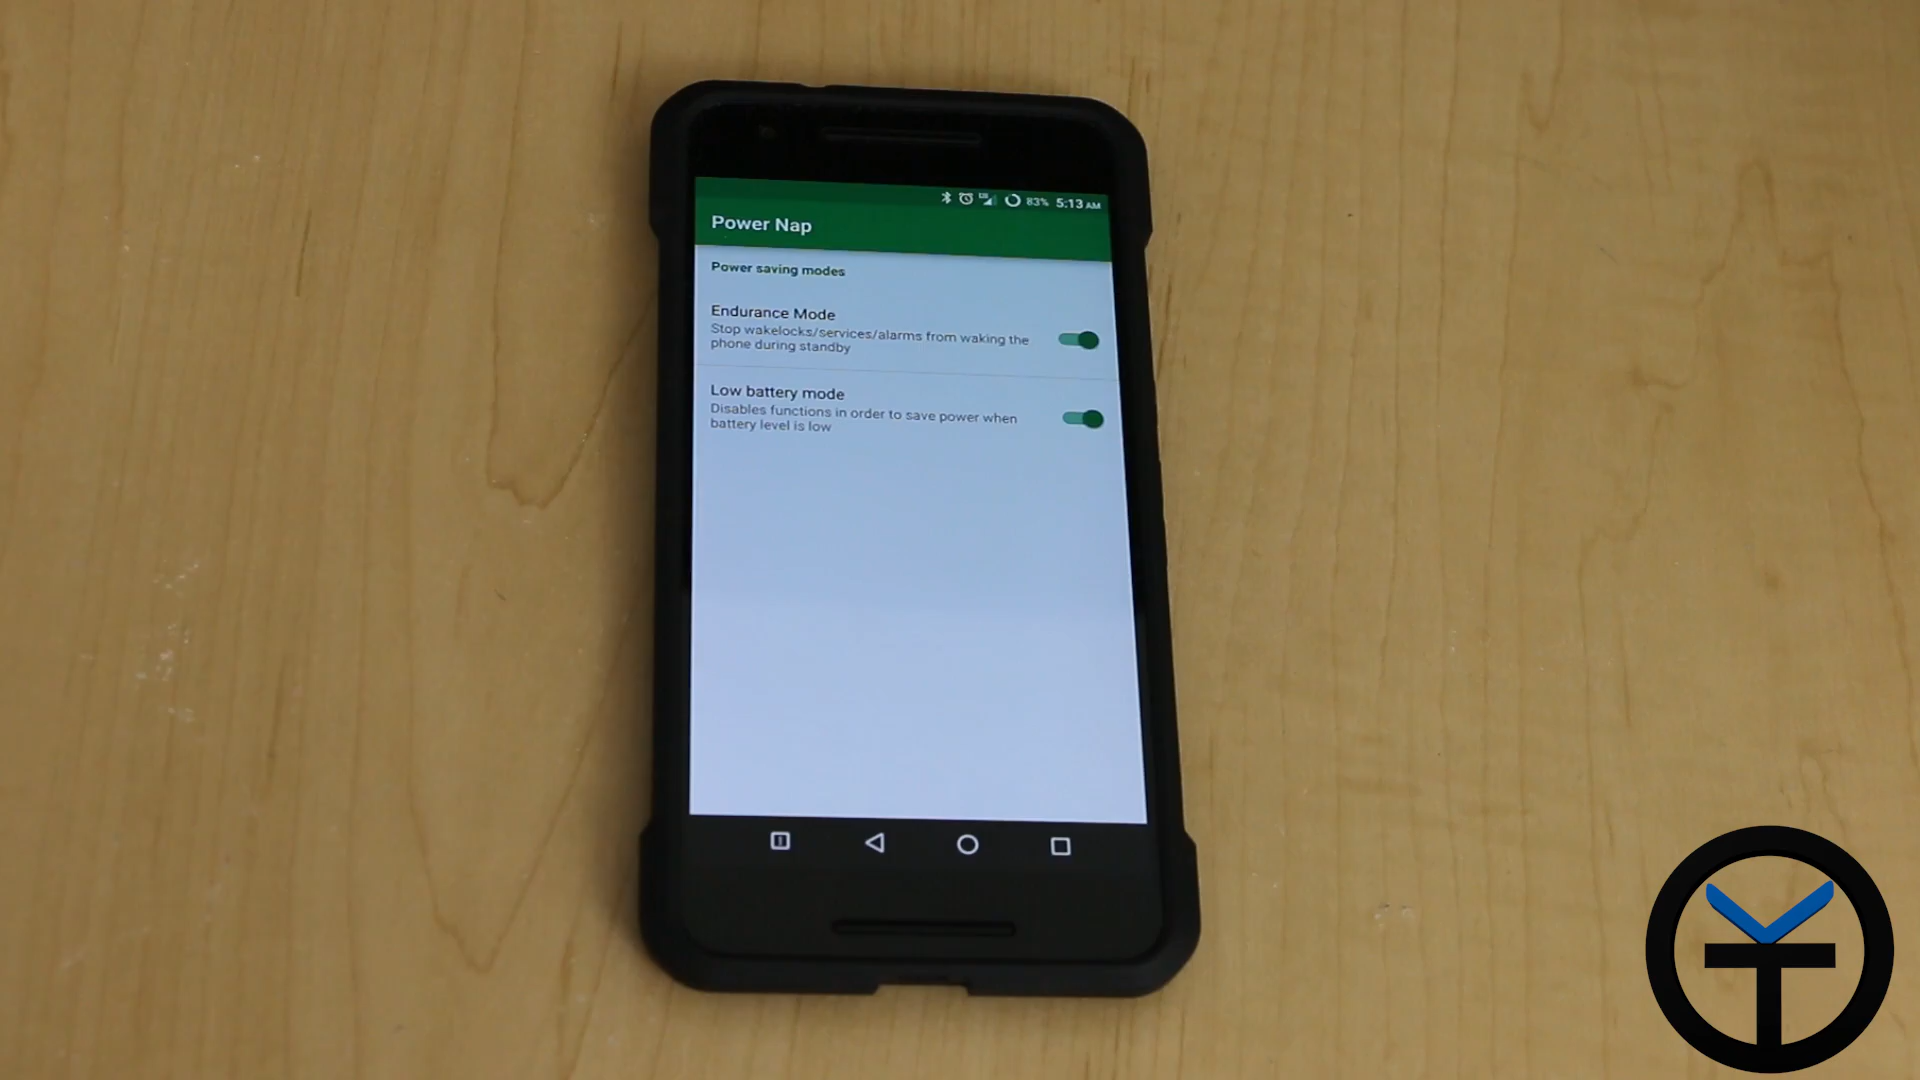 83% 5:13 AM
Power Nap
Power saving modes
Endurance Mode
Stop wakelocks/services/alarms from waking the
phone during standby
Low battery mode
Disables functions in order to save power when
battery level is low